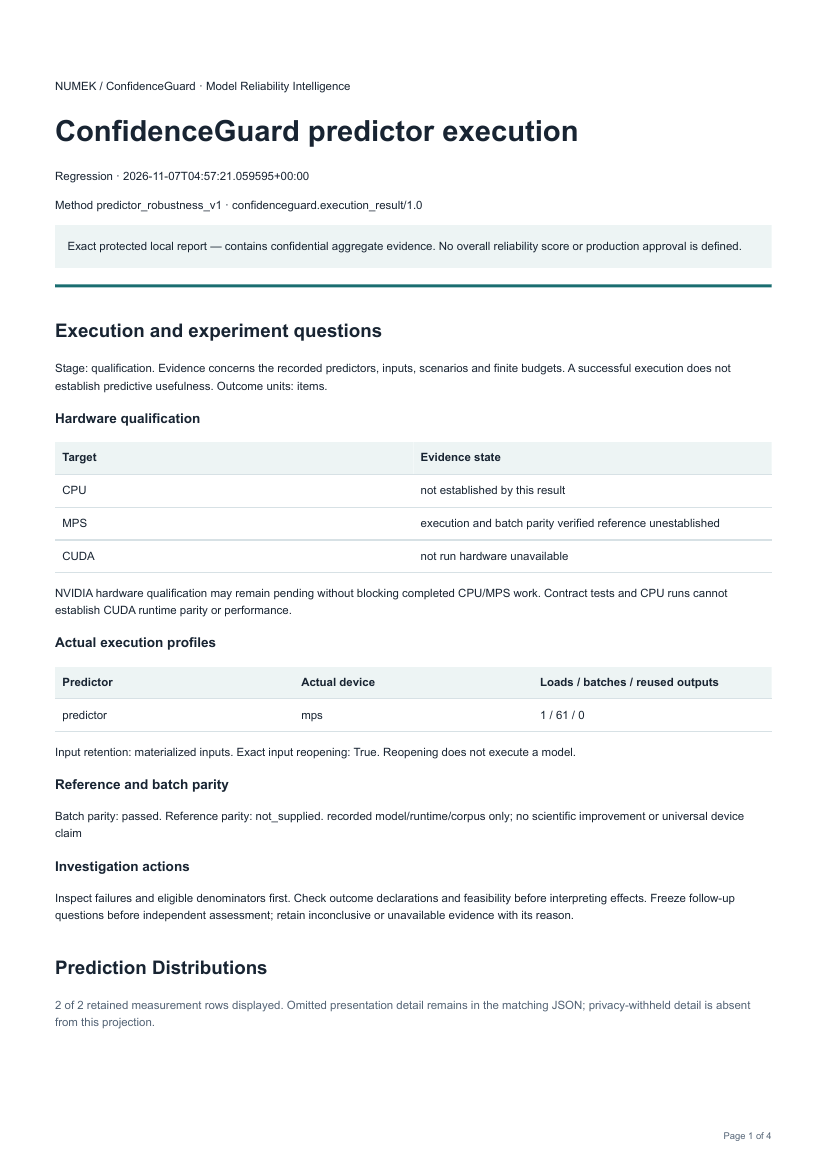 NUMEK / ConfidenceGuard · Model Reliability Intelligence
ConfidenceGuard predictor execution
Regression · 2026-11-07T04:57:21.059595+00:00
Method predictor_robustness_v1 · confidenceguard.execution_result/1.0
Exact protected local report — contains confidential aggregate evidence. No overall reliability score or production approval is defined.
Execution and experiment questions
Stage: qualification. Evidence concerns the recorded predictors, inputs, scenarios and finite budgets. A successful execution does not
establish predictive usefulness. Outcome units: items.
Hardware qualification
Target Evidence state
CPU not established by this result
MPS execution and batch parity verified reference unestablished
CUDA not run hardware unavailable
NVIDIA hardware qualification may remain pending without blocking completed CPU/MPS work. Contract tests and CPU runs cannot
establish CUDA runtime parity or performance.
Actual execution profiles
Predictor Actual device Loads / batches / reused outputs
predictor mps 1 / 61 / 0
Input retention: materialized inputs. Exact input reopening: True. Reopening does not execute a model.
Reference and batch parity
Batch parity: passed. Reference parity: not_supplied. recorded model/runtime/corpus only; no scientific improvement or universal device
claim
Investigation actions
Inspect failures and eligible denominators first. Check outcome declarations and feasibility before interpreting effects. Freeze follow-up
questions before independent assessment; retain inconclusive or unavailable evidence with its reason.
Prediction Distributions
2 of 2 retained measurement rows displayed. Omitted presentation detail remains in the matching JSON; privacy-withheld detail is absent
from this projection.
Page 1 of 4